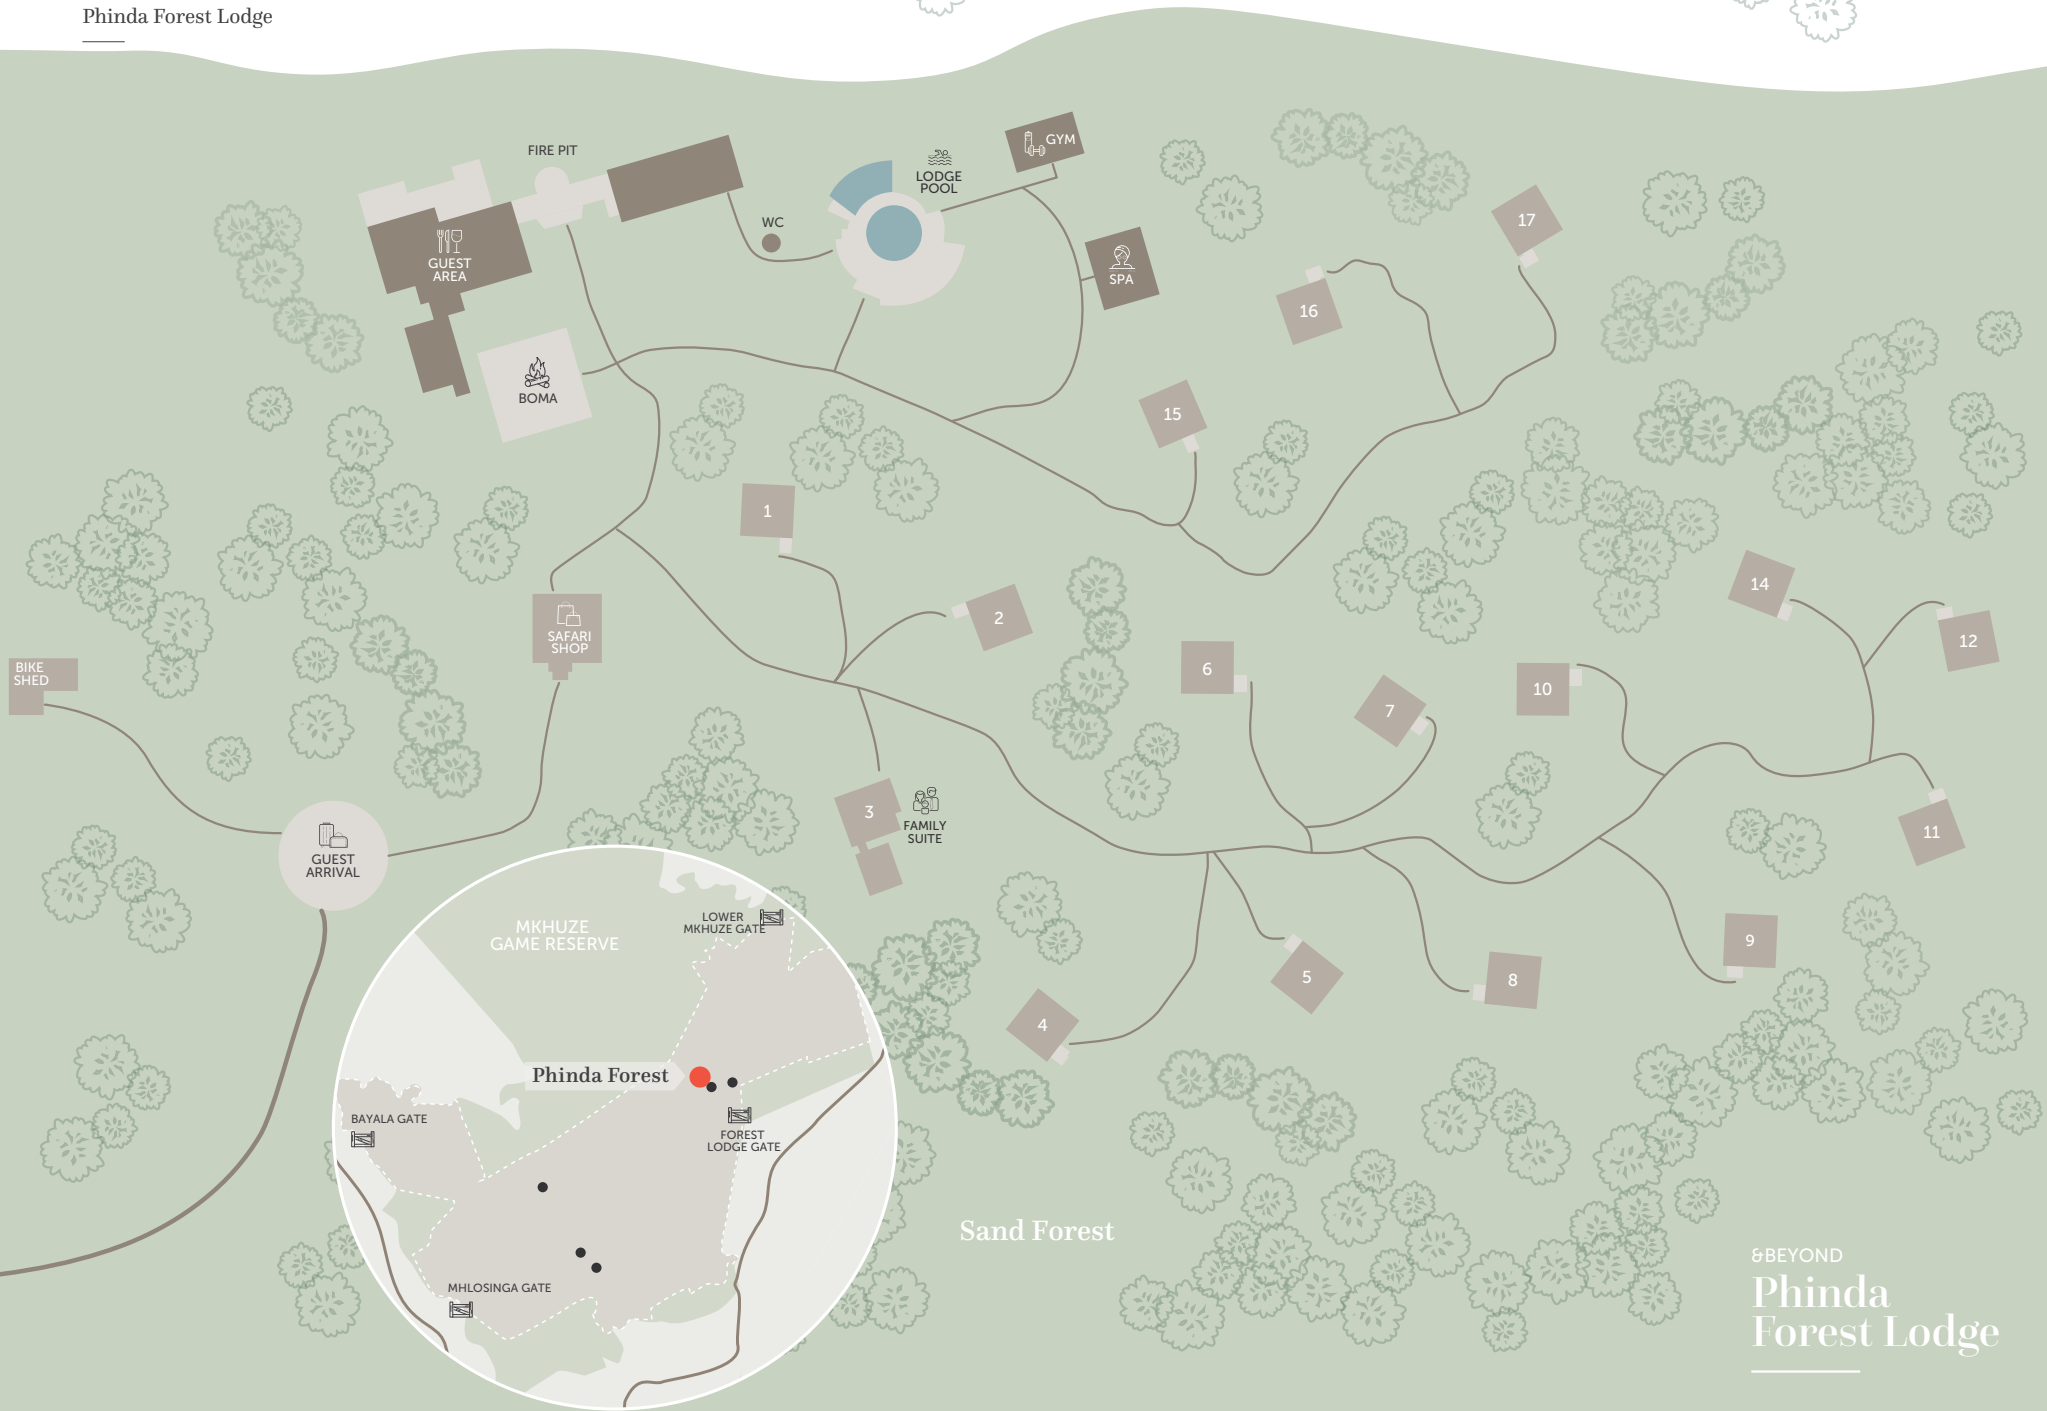 Phinda Forest Lodge
FIRE PIT
GYM
LODGE
POOL
WC
GUEST
AREA
SPA
17
16
BOMA
15
1
14
2
12
SAFARI
SHOP
6
BIKE
SHED
10
7
3
FAMILY
SUITE
11
GUEST
ARRIVAL
LOWER
MKHUZE GATE
MKHUZE
GAME RESERVE
9
5
8
4
Phinda Forest
BAYALA GATE
FOREST
LODGE GATE
Sand Forest
MHLOSINGA GATE
&BEYOND
Phinda
Forest Lodge